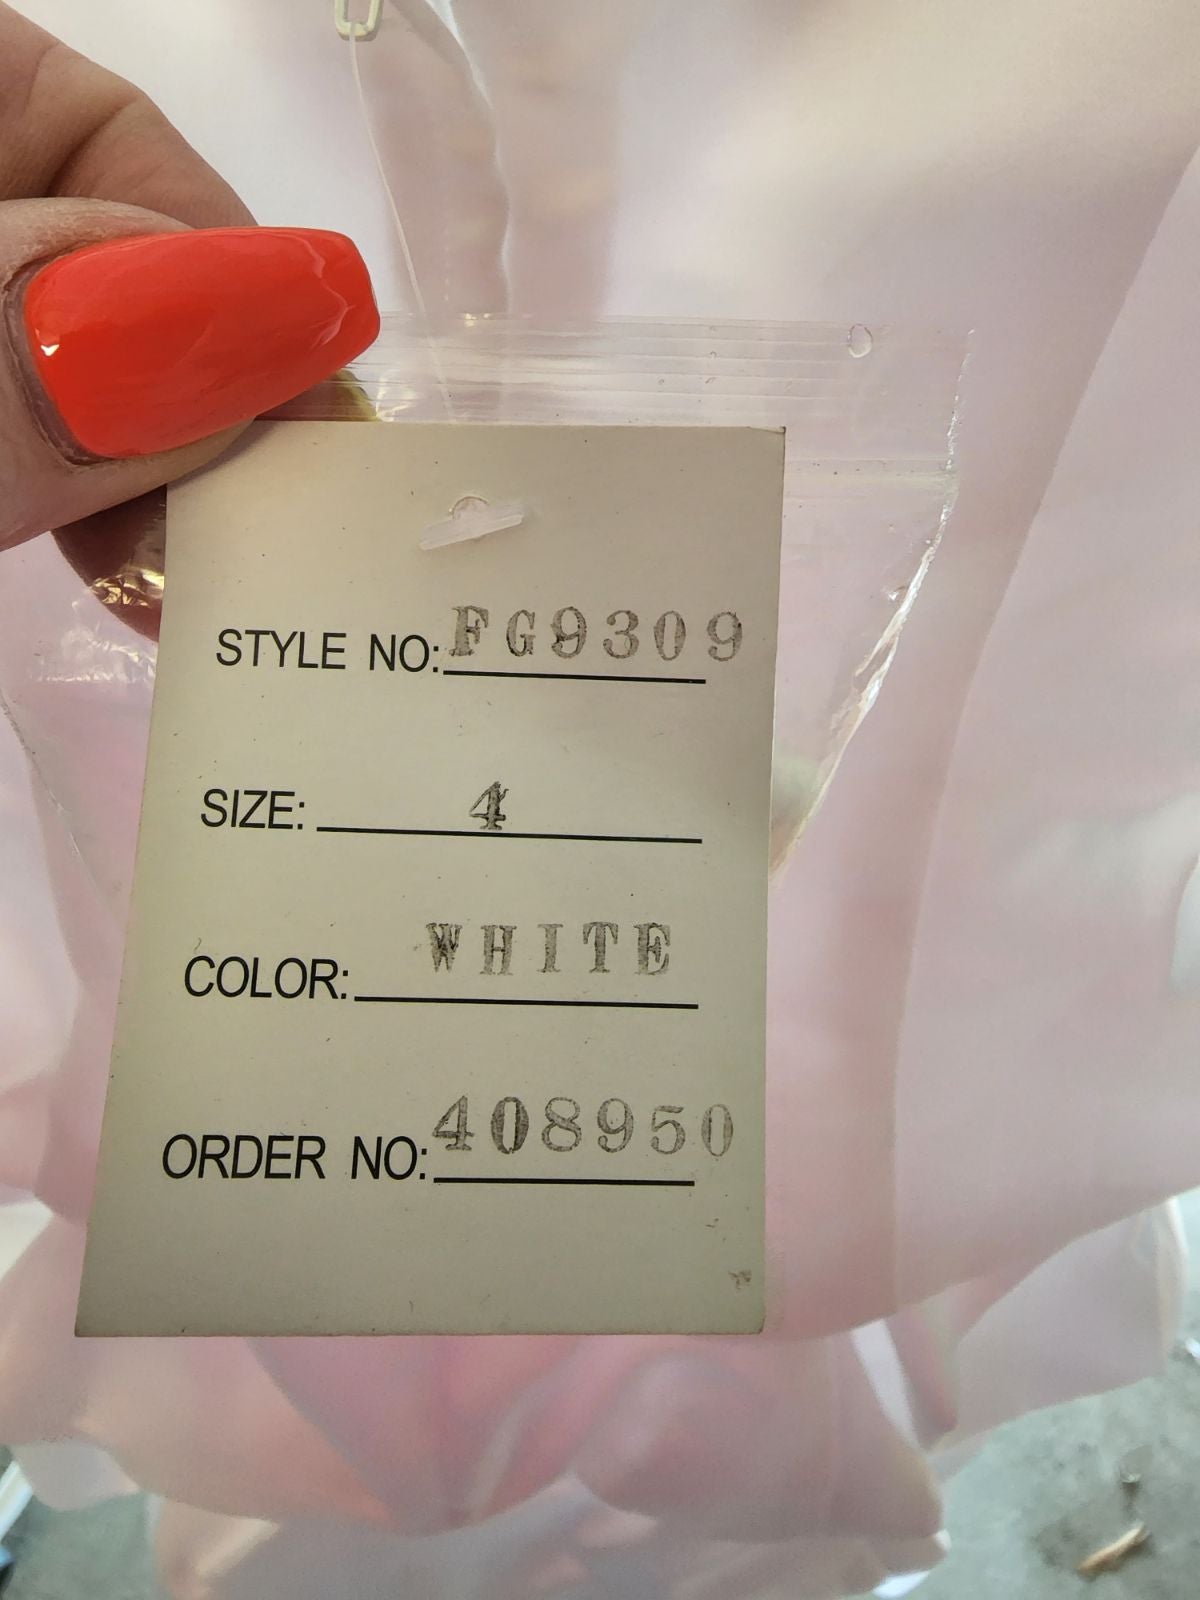 STYLE NO: FG9309
SIZE: 4
COLOR: WHITE
ORDER NO: 408950